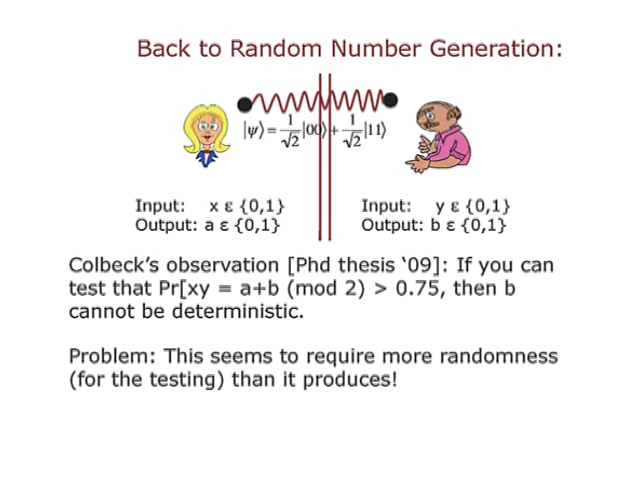 Back to Random Number Generation:
|ψ⟩ = 1/√2 |00⟩ + 1/√2 |11⟩
Input: x ε {0,1}
Output: a ε {0,1}
Input: y ε {0,1}
Output: b ε {0,1}
Colbeck's observation [Phd thesis ‘09]: If you can
test that Pr[xy = a+b (mod 2) > 0.75, then b
cannot be deterministic.
Problem: This seems to require more randomness
(for the testing) than it produces!